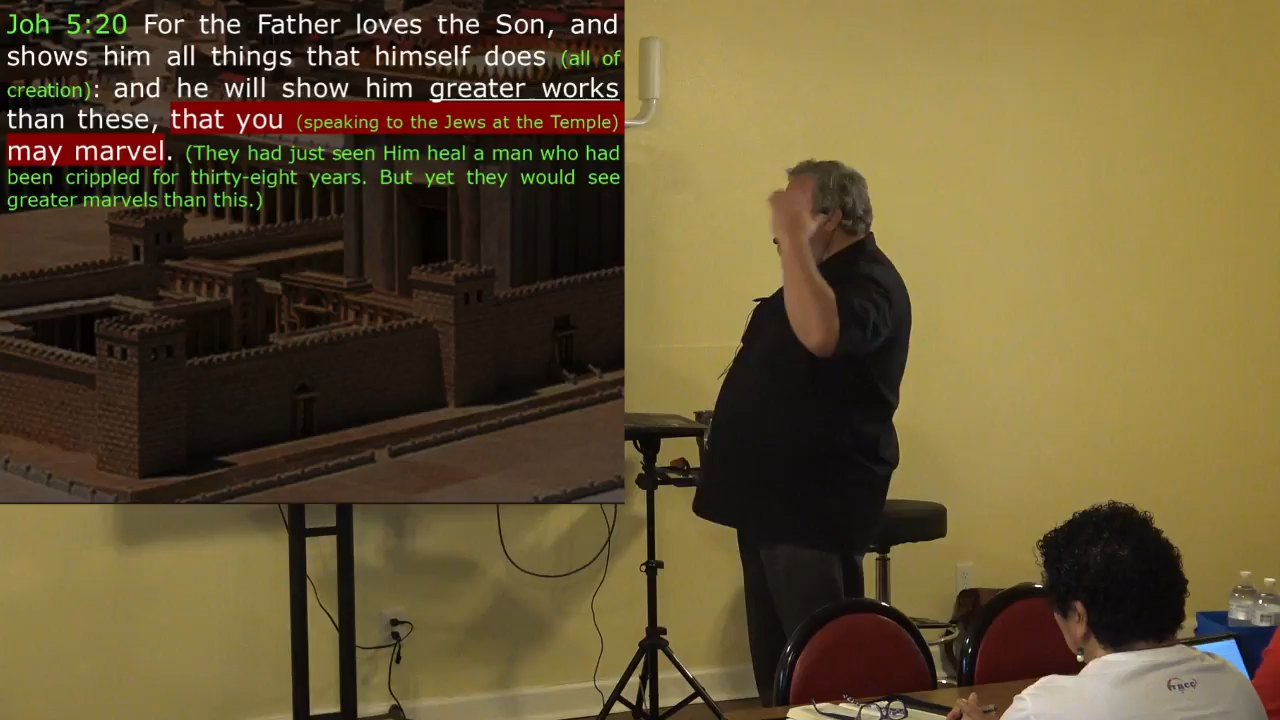 Joh 5:20 For the Father loves the Son, and
shows him all things that himself does (all of
creation): and he will show him greater works
than these, that you (speaking to the Jews at the Temple)
may marvel. (They had just seen Him heal a man who had
been crippled for thirty-eight years. But yet they would see
greater marvels than this.)